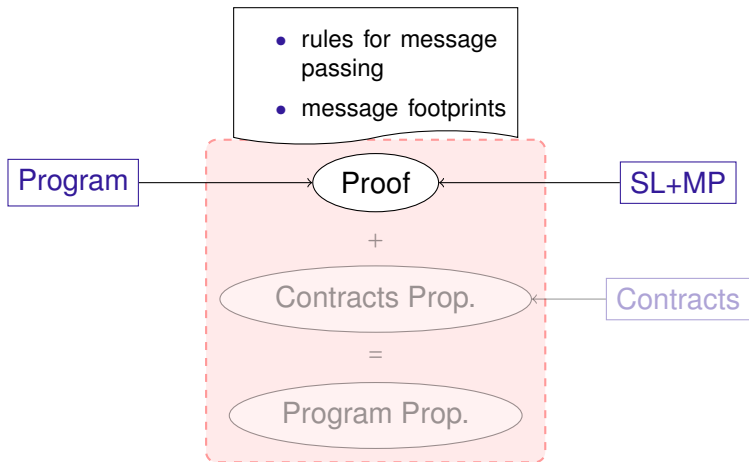 • rules for message
passing
• message footprints
Program
Proof
SL+MP
+
Contracts Prop.
Contracts
=
Program Prop.